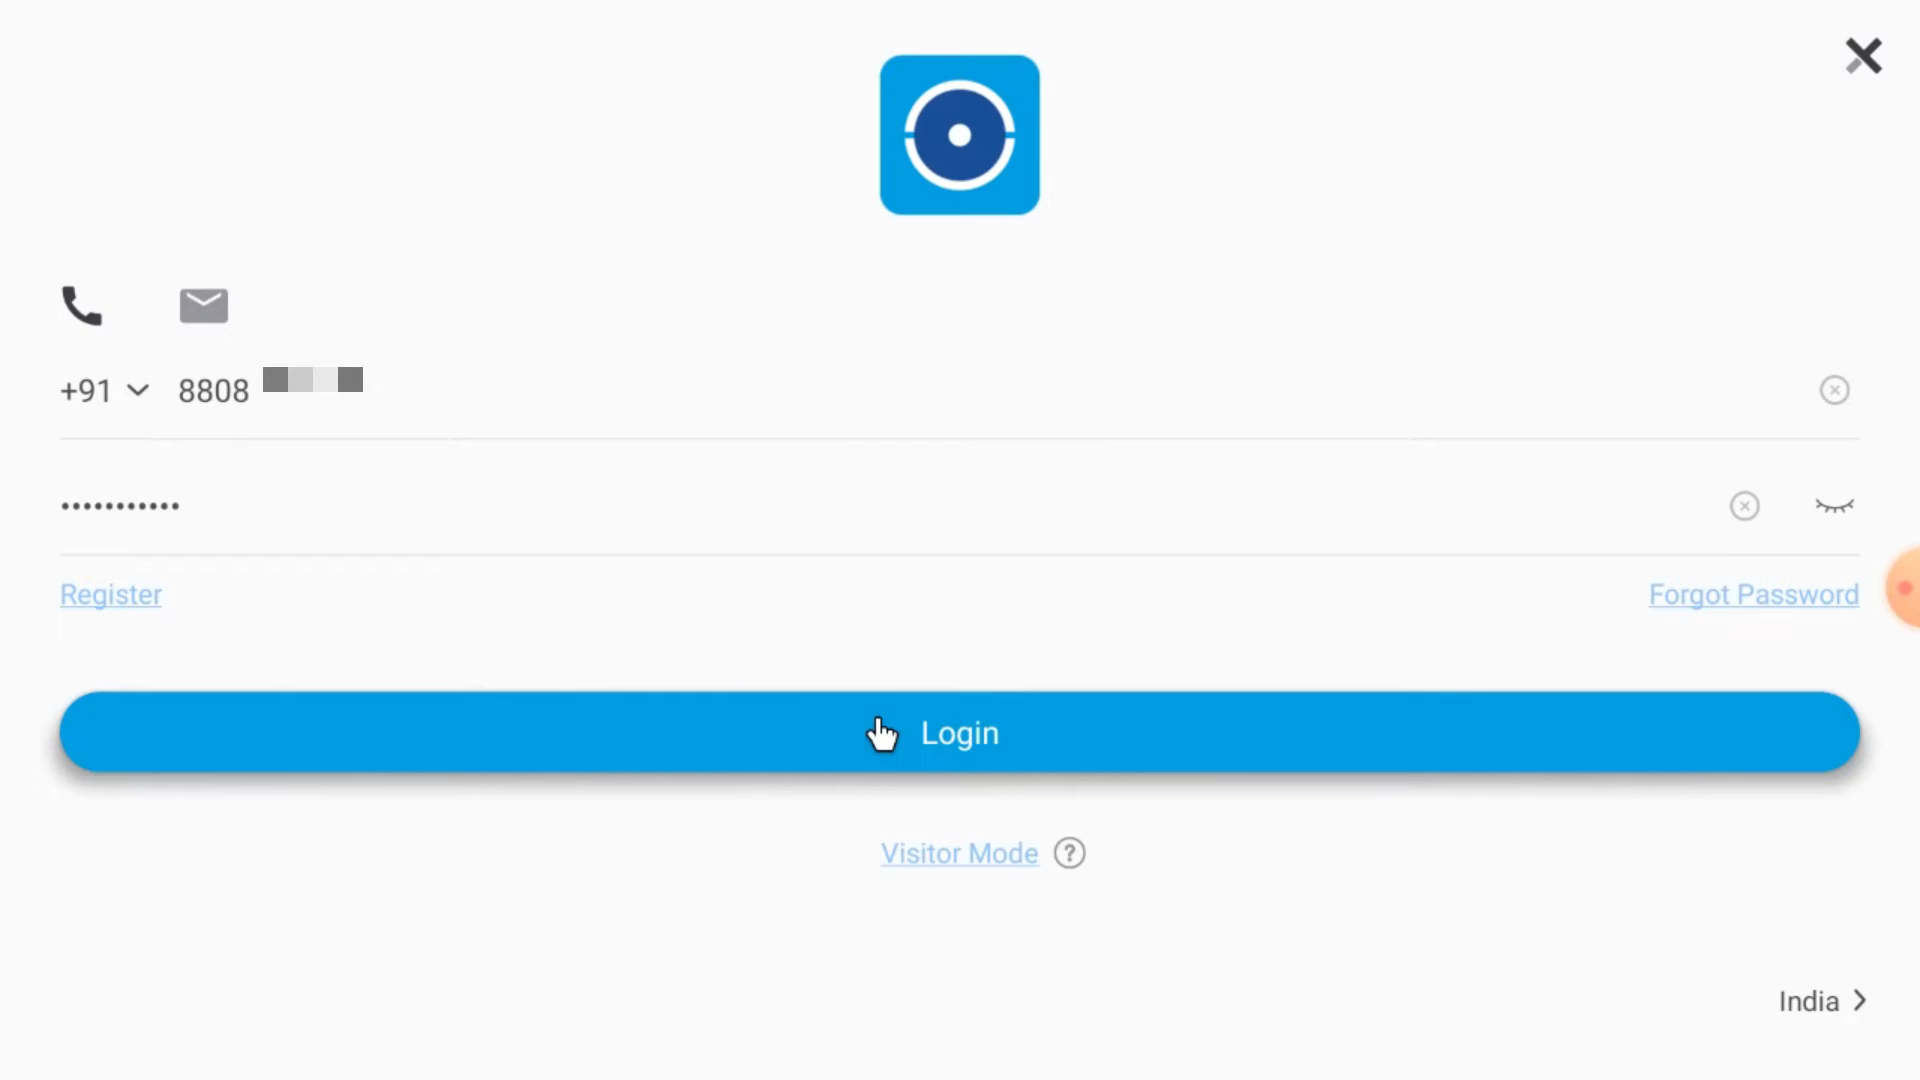 +91 8808
•••••••••••
Register Forgot Password
Login
Visitor Mode ?
India